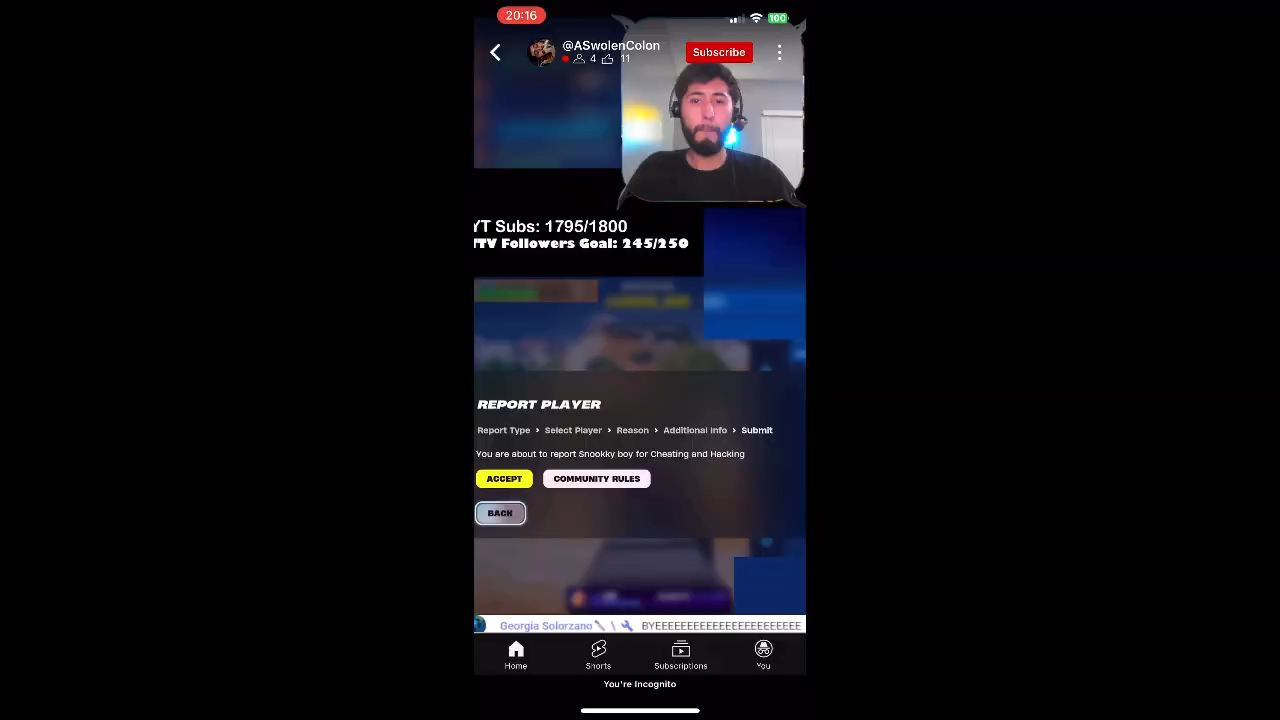 20:16
100
@ASwolenColon
4 11
Subscribe
YT Subs: 1795/1800
TTV Followers Goal: 245/250
REPORT PLAYER
Report Type > Select Player > Reason > Additional Info > Submit
You are about to report Snookky boy for Cheating and Hacking
ACCEPT COMMUNITY RULES
BACK
Georgia Solorzano BYEEEEEEEEEEEEEEEEEEEEEEE
Home Shorts Subscriptions You
You're Incognito